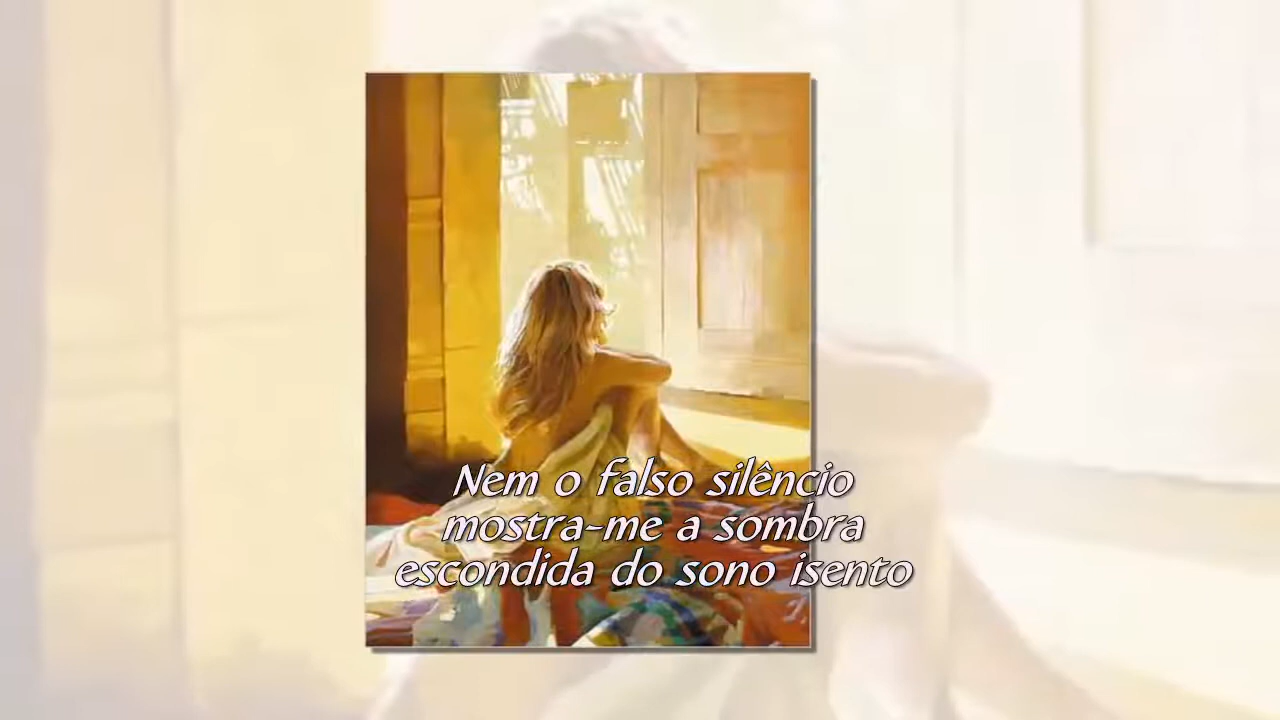 Nem o falso silêncio
mostra-me a sombra
escondida do sono isento